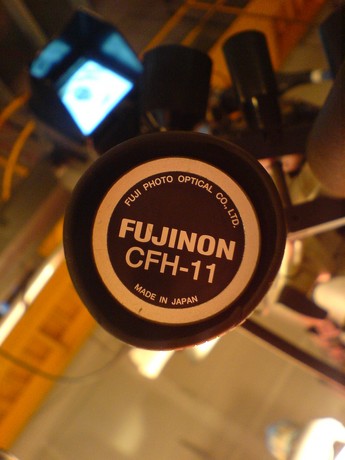 FUJI PHOTO OPTICAL CO., LTD.
FUJINON
CFH-11
MADE IN JAPAN